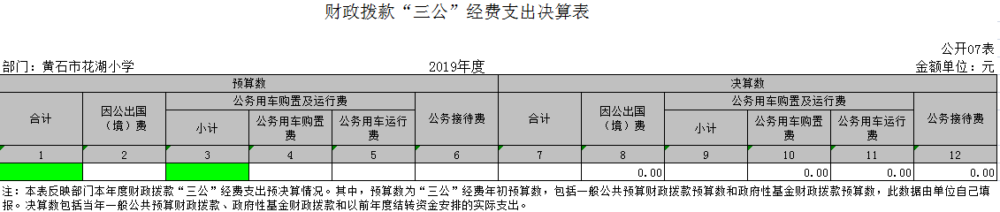 财政拨款“三公”经费支出决算表
公开07表
部门：黄石市花湖小学 2019年度 金额单位：元
预算数 决算数
合计 因公出国（境）费 公务用车购置及运行费 公务接待费 合计 因公出国（境）费 公务用车购置及运行费 公务接待费
小计 公务用车购置费 公务用车运行费 小计 公务用车购置费 公务用车运行费
1 2 3 4 5 6 7 8 9 10 11 12
0.00 0.00 0.00 0.00
注：本表反映部门本年度财政拨款“三公”经费支出预决算情况。其中，预算数为“三公”经费年初预算数，包括一般公共预算财政拨款预算数和政府性基金财政拨款预算数，此数据由单位自己填
报。决算数包括当年一般公共预算财政拨款、政府性基金财政拨款和以前年度结转资金安排的实际支出。